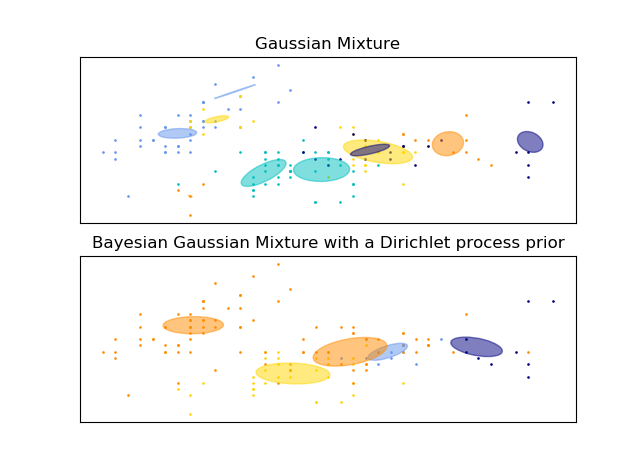 Gaussian Mixture
Bayesian Gaussian Mixture with a Dirichlet process prior